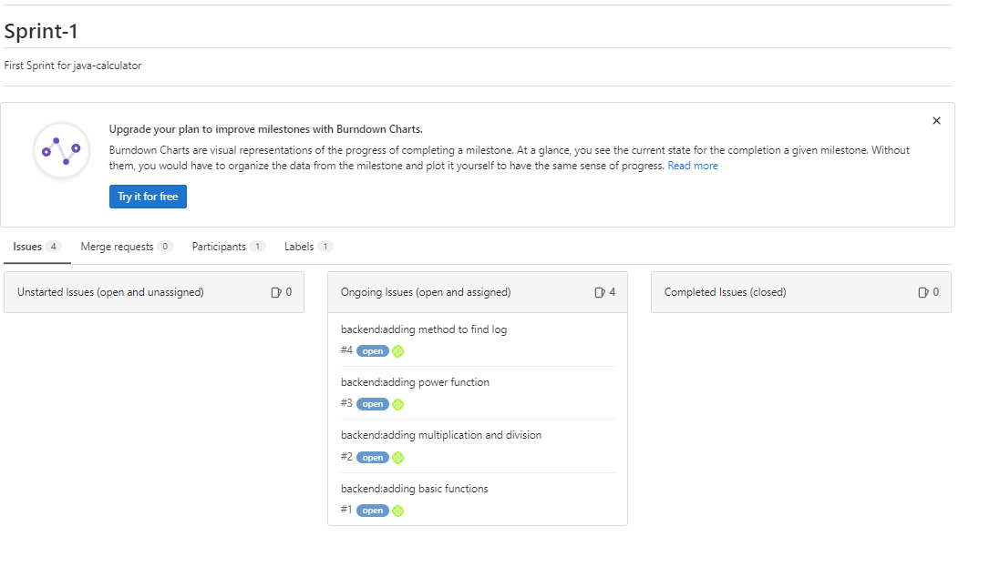 Sprint-1
First Sprint for java-calculator
Upgrade your plan to improve milestones with Burndown Charts.
Burndown Charts are visual representations of the progress of completing a milestone. At a glance, you see the current state for the completion a given milestone. Without
them, you would have to organize the data from the milestone and plot it yourself to have the same sense of progress. Read more
Try it for free
Issues 4 Merge requests 0 Participants 1 Labels 1
Unstarted Issues (open and unassigned) 0
Ongoing Issues (open and assigned) 4
backend:adding method to find log
#4 open
backend:adding power function
#3 open
backend:adding multiplication and division
#2 open
backend:adding basic functions
#1 open
Completed Issues (closed) 0